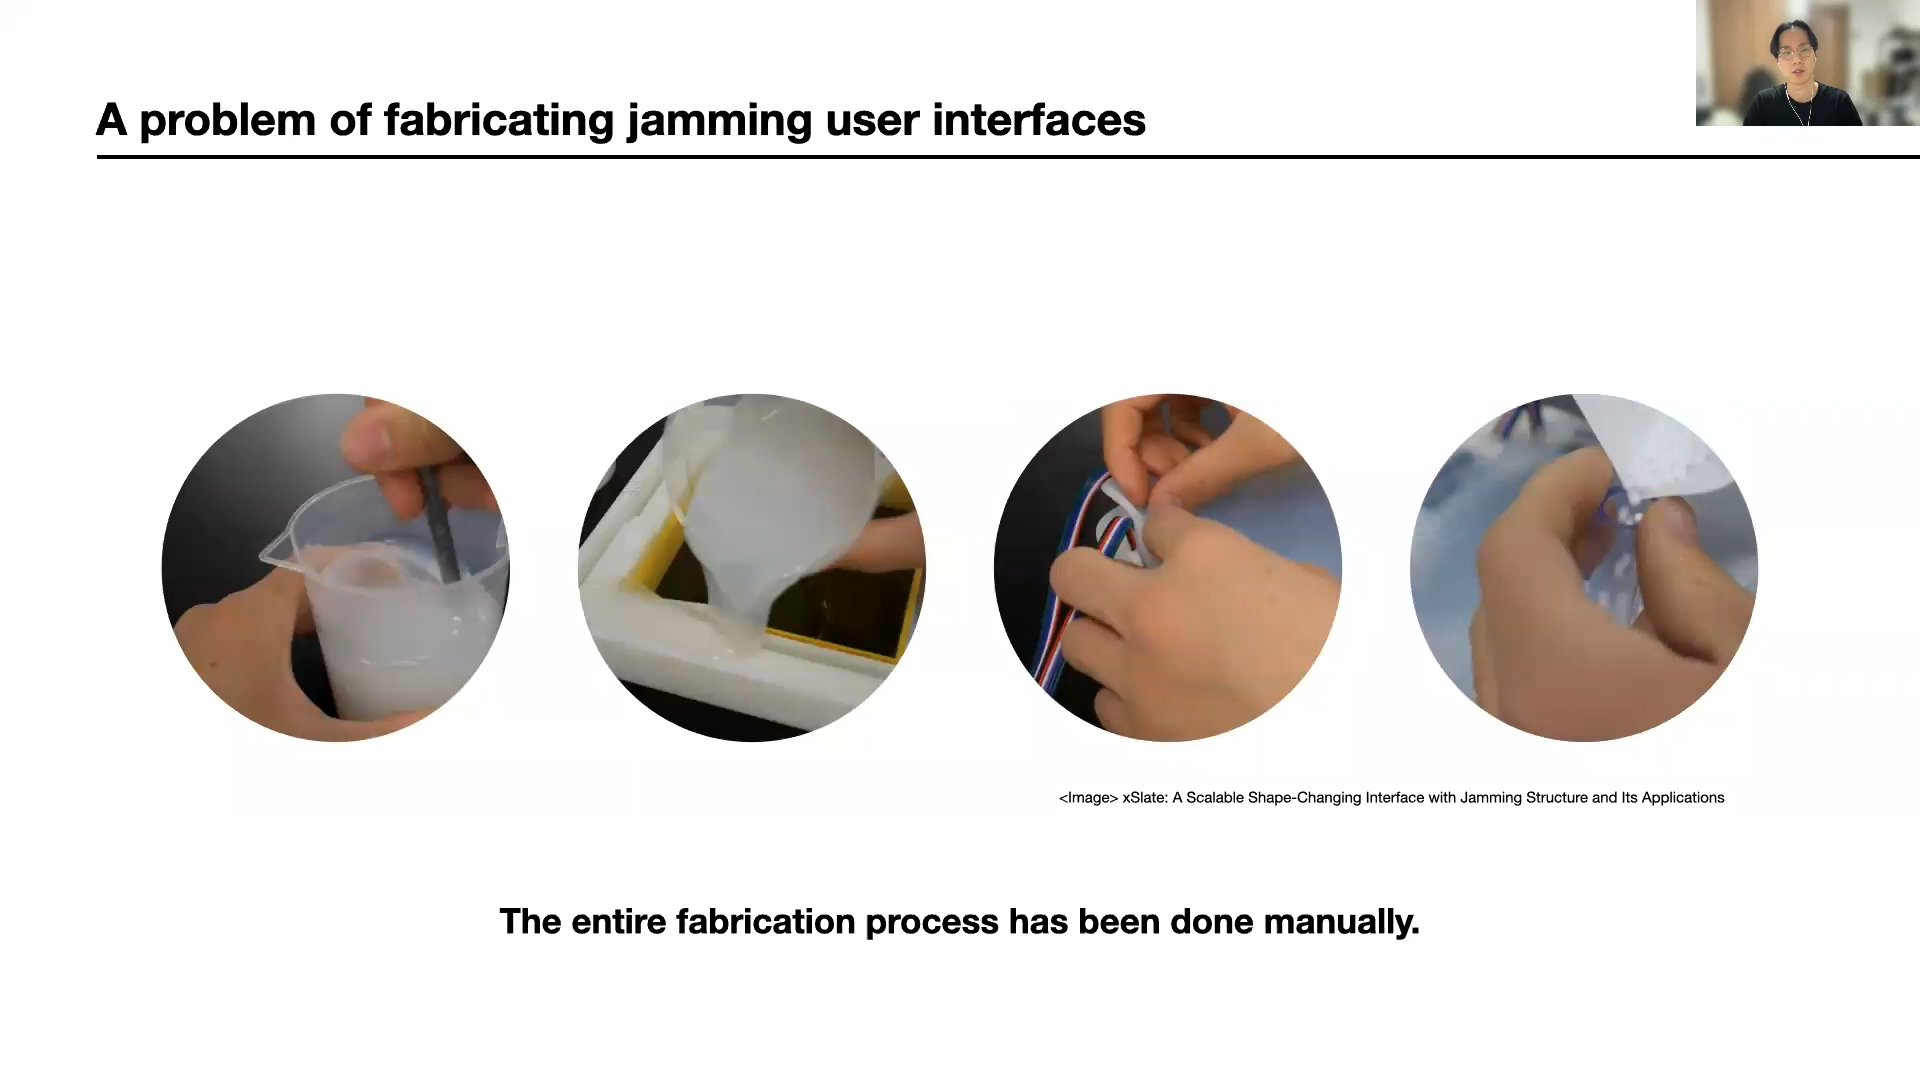 A problem of fabricating jamming user interfaces
<Image> xSlate: A Scalable Shape-Changing Interface with Jamming Structure and Its Applications
The entire fabrication process has been done manually.